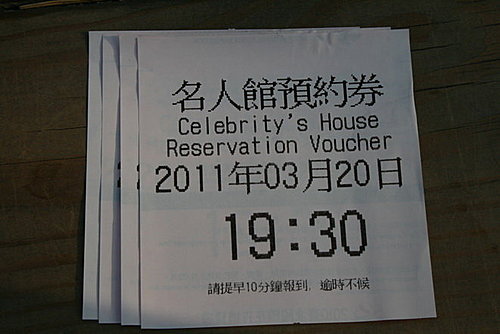 名人館預約券
Celebrity's House
Reservation Voucher
2011年03月20日
19:30
請提早10分鐘報到，逾時不候